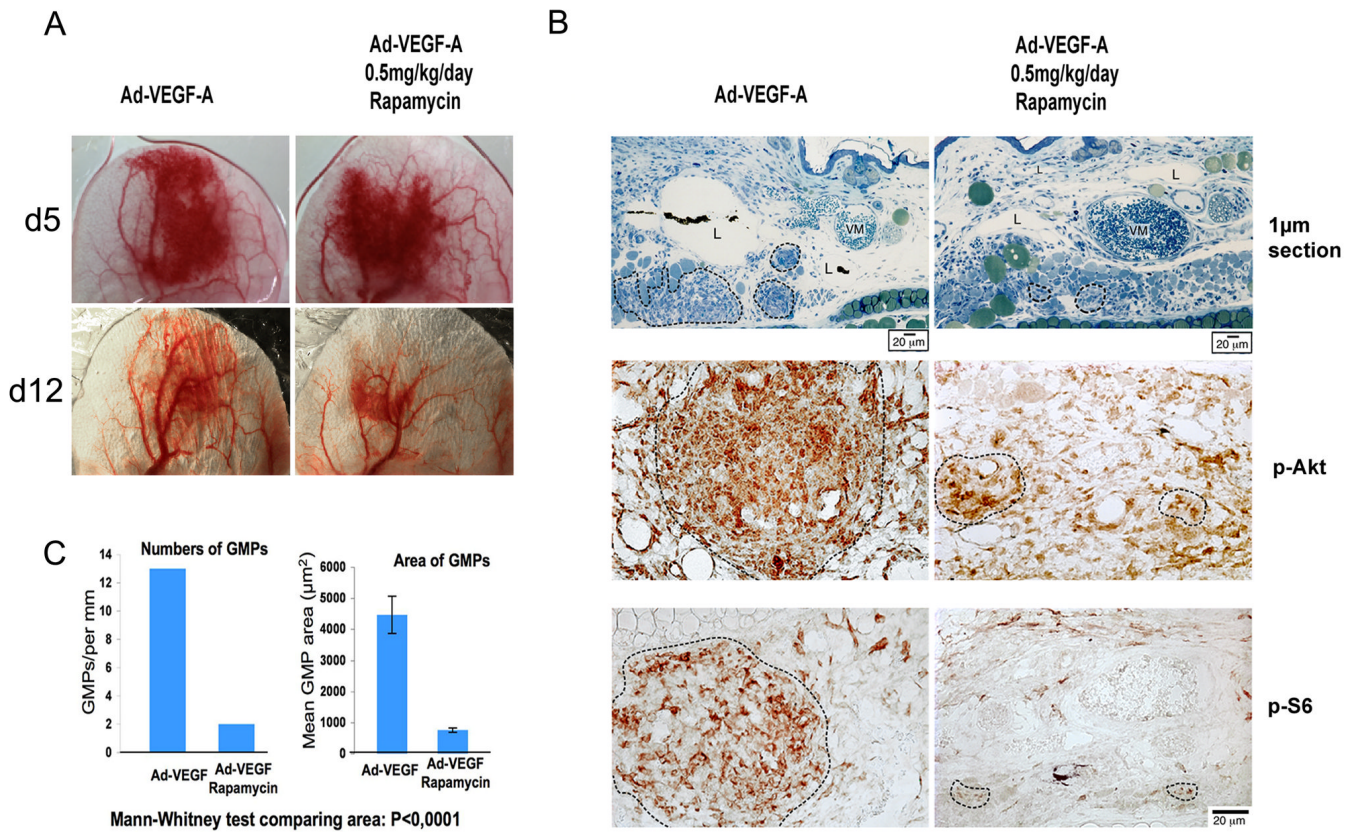 A
Ad-VEGF-A
Ad-VEGF-A
0.5mg/kg/day
Rapamycin
d5
d12
B
Ad-VEGF-A
Ad-VEGF-A
0.5mg/kg/day
Rapamycin
L
VM
L
20 µm
L
L
L
VM
20 µm
1µm
section
p-Akt
p-S6
20 µm
C
Numbers of GMPs
GMPs/per mm
14
12
10
8
6
4
2
0
Ad-VEGF
Ad-VEGF
Rapamycin
Area of GMPs
Mean GMP area (µm²)
6000
5000
4000
3000
2000
1000
0
Ad-VEGF
Ad-VEGF
Rapamycin
Mann-Whitney test comparing area: P<0,0001